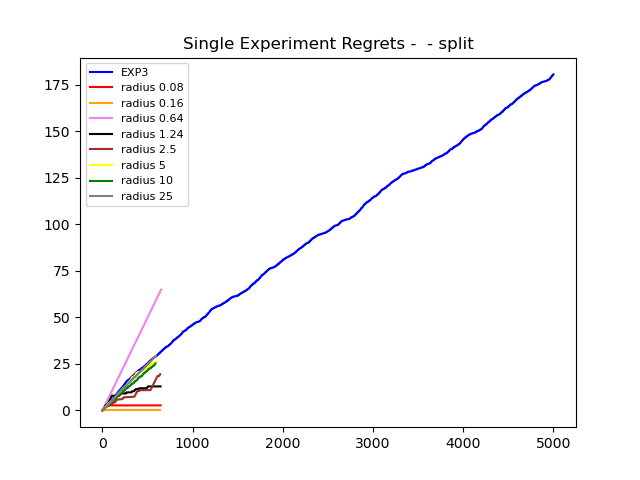 Single Experiment Regrets -  - split
EXP3
radius 0.08
radius 0.16
radius 0.64
radius 1.24
radius 2.5
radius 5
radius 10
radius 25
175
150
125
100
75
50
25
0
0 1000 2000 3000 4000 5000